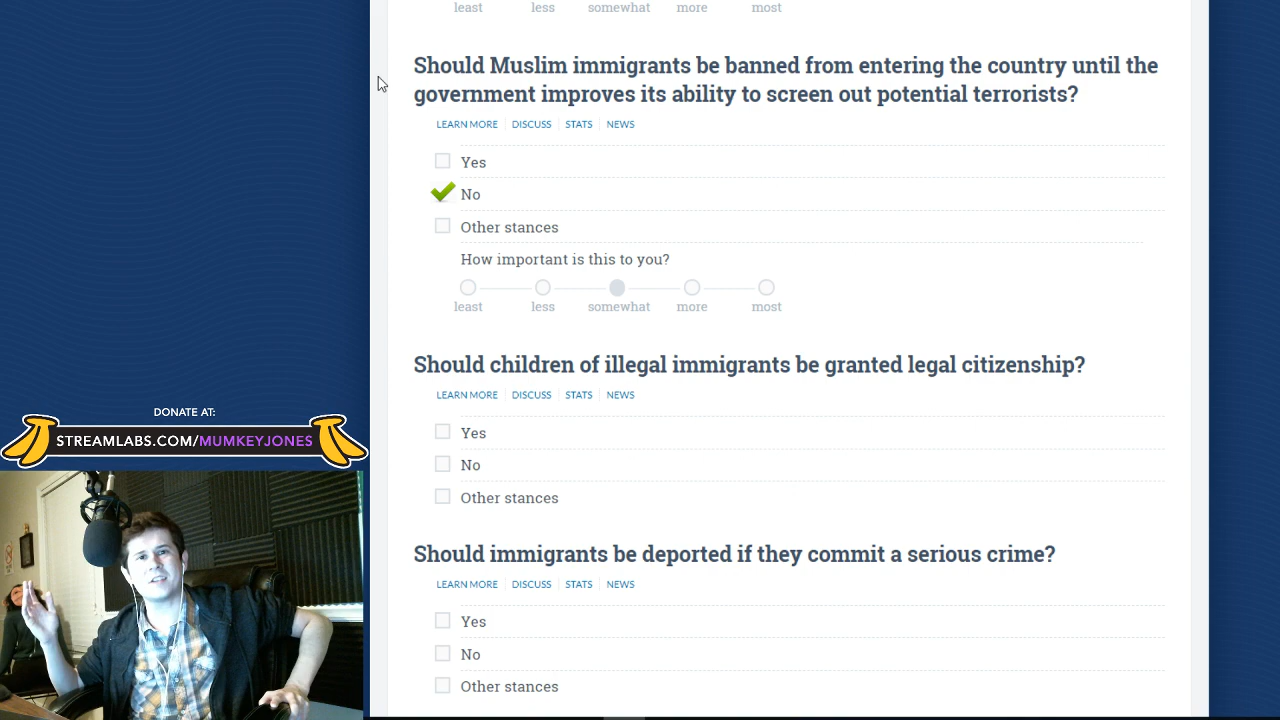 least less somewhat more most
Should Muslim immigrants be banned from entering the country until the
government improves its ability to screen out potential terrorists?
LEARN MORE DISCUSS STATS NEWS
Yes
No
Other stances
How important is this to you?
least less somewhat more most
Should children of illegal immigrants be granted legal citizenship?
LEARN MORE DISCUSS STATS NEWS
Yes
No
Other stances
Should immigrants be deported if they commit a serious crime?
LEARN MORE DISCUSS STATS NEWS
Yes
No
Other stances
DONATE AT:
STREAMLABS.COM/MUMKEYJONES